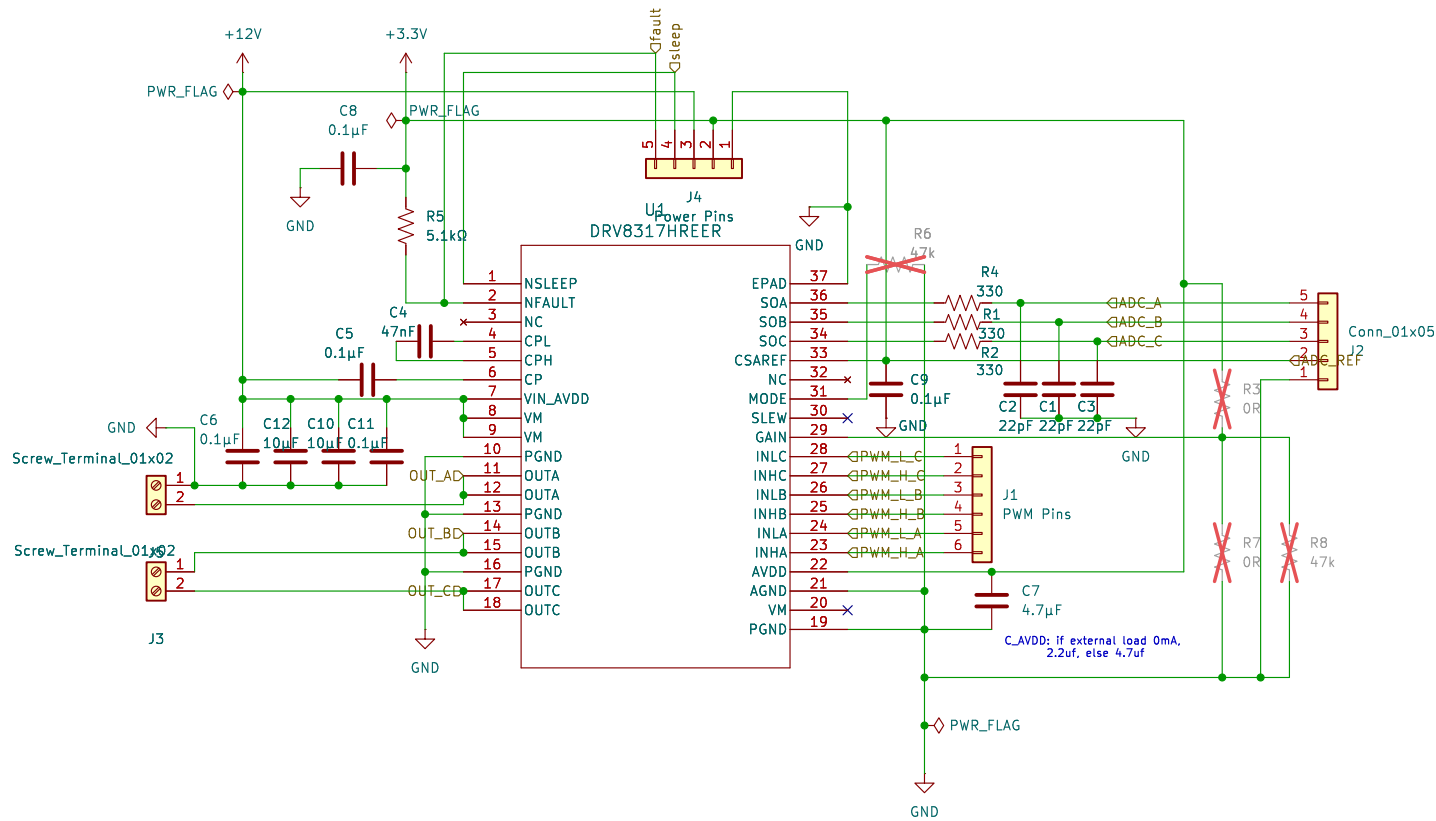 fault
sleep
+12V
+3.3V
PWR_FLAG
PWR_FLAG
C8
0.1µF
GND
R5
5.1kΩ
5
4
3
2
1
J4
Power Pins
U1
DRV8317HREER
GND
R6
47k
1 NSLEEP
2 NFAULT
3 NC
4 CPL
5 CPH
6 CP
7 VIN_AVDD
8 VM
9 VM
10 PGND
11 OUTA
12 OUTA
13 PGND
14 OUTB
15 OUTB
16 PGND
17 OUTC
18 OUTC
EPAD 37
SOA 36
SOB 35
SOC 34
CSAREF 33
NC 32
MODE 31
SLEW 30
GAIN 29
INLC 28
INHC 27
INLB 26
INHB 25
INLA 24
INHA 23
AVDD 22
AGND 21
VM 20
PGND 19
C4
47nF
C5
0.1µF
C6
0.1µF
C12
10µF
C10
10µF
C11
0.1µF
GND
Screw_Terminal_01x02
1
2
Screw_Terminal_01x02
1
2
J3
OUT_A
OUT_B
OUT_C
GND
R4
330
R1
330
R2
330
ADC_A
ADC_B
ADC_C
ADC_REF
5
4
3
2
1
Conn_01x05
J2
C9
0.1µF
GND
C2
22pF
C1
22pF
C3
22pF
GND
R3
0R
PWM_L_C
PWM_H_C
PWM_L_B
PWM_H_B
PWM_L_A
PWM_H_A
1
2
3
4
5
6
J1
PWM Pins
R7
0R
R8
47k
C7
4.7µF
C_AVDD: if external load 0mA,
2.2uf, else 4.7uf
PWR_FLAG
GND